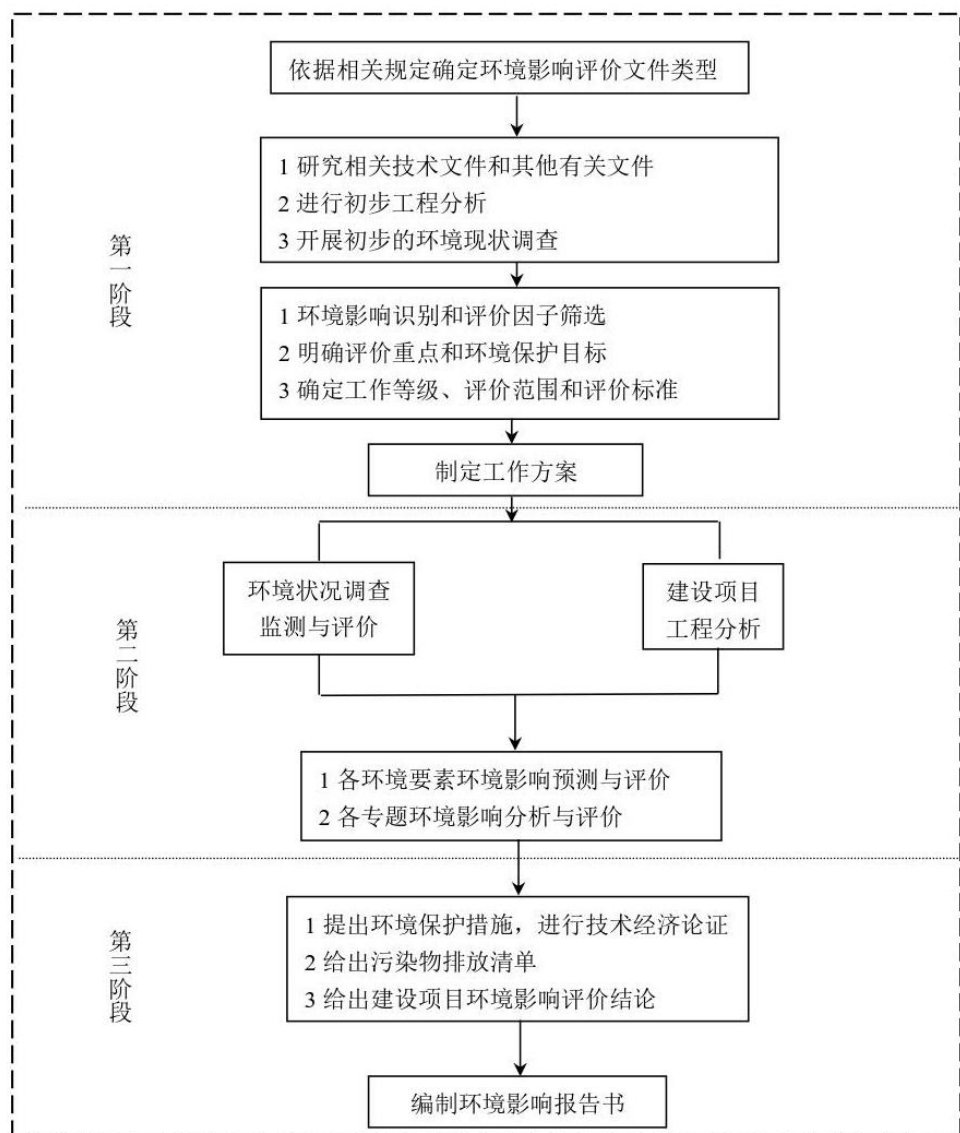 依据相关规定确定环境影响评价文件类型
1 研究相关技术文件和其他有关文件
2 进行初步工程分析
3 开展初步的环境现状调查
第一阶段
1 环境影响识别和评价因子筛选
2 明确评价重点和环境保护目标
3 确定工作等级、评价范围和评价标准
制定工作方案
第二阶段
环境状况调查
监测与评价
建设项目
工程分析
1 各环境要素环境影响预测与评价
2 各专题环境影响分析与评价
第三阶段
1 提出环境保护措施，进行技术经济论证
2 给出污染物排放清单
3 给出建设项目环境影响评价结论
编制环境影响报告书